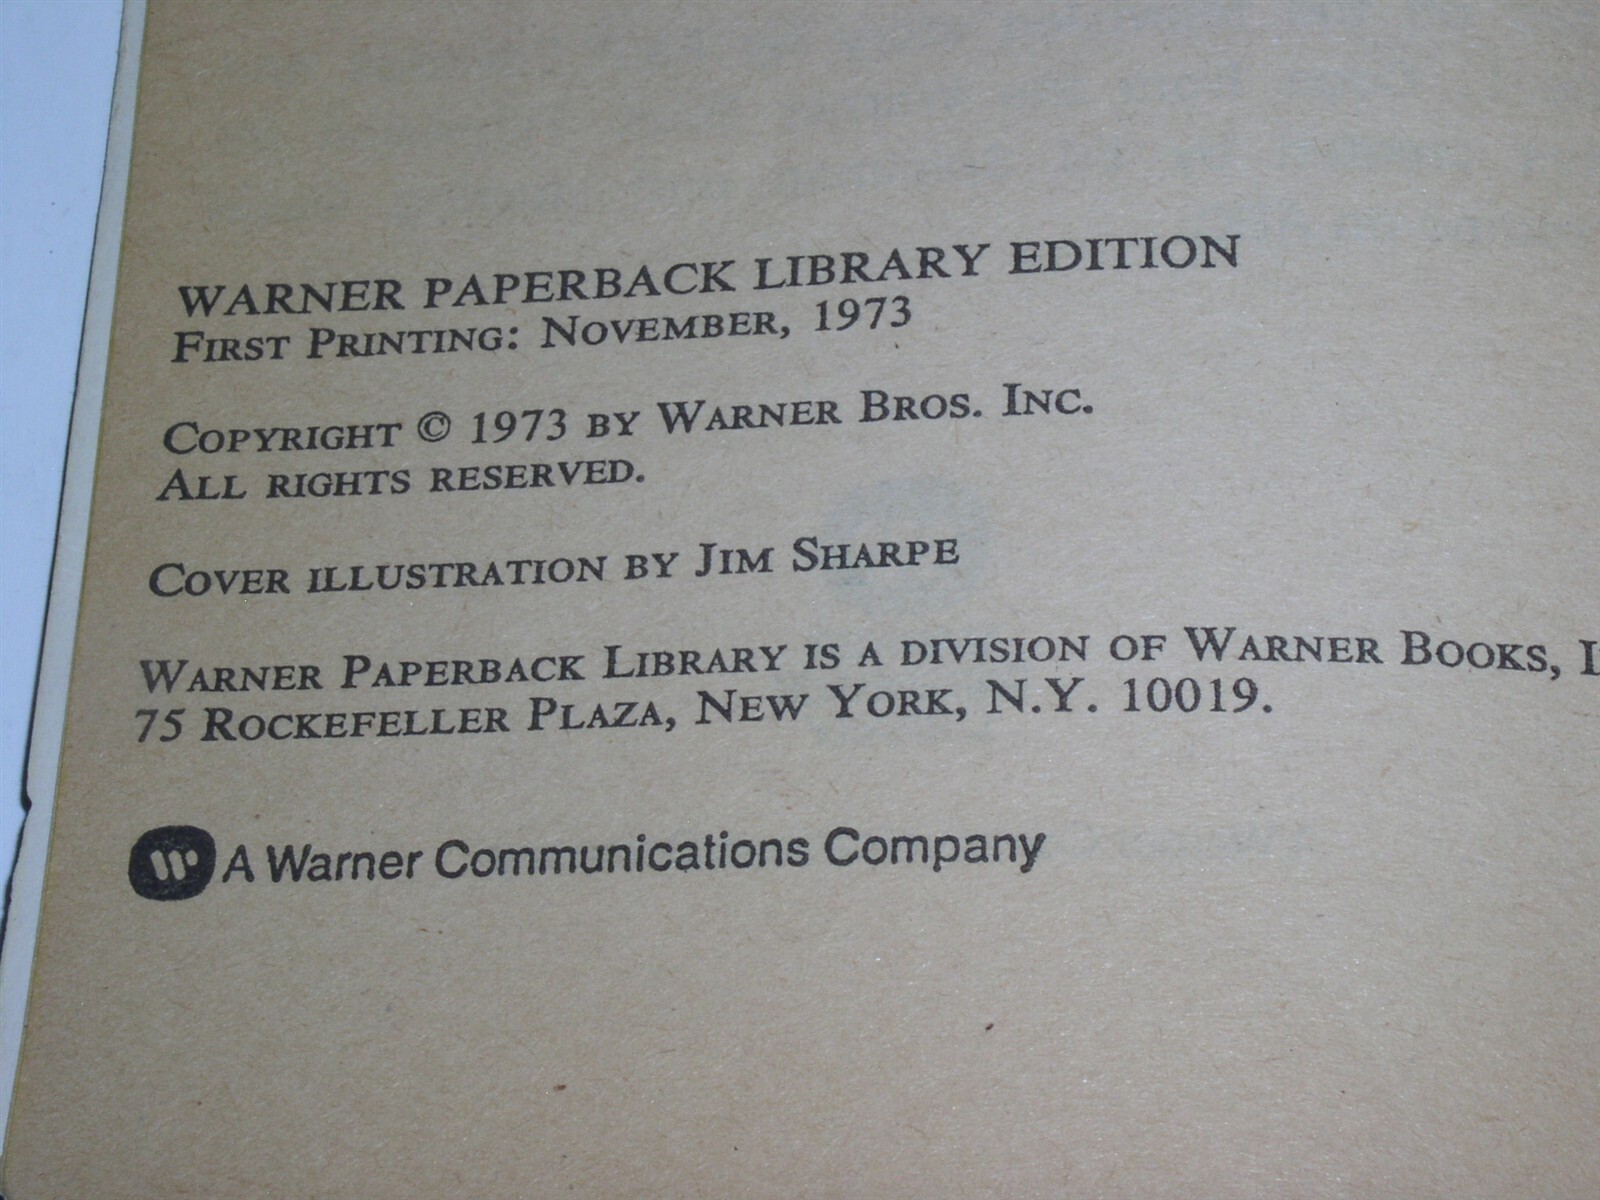 WARNER PAPERBACK LIBRARY EDITION
FIRST PRINTING: NOVEMBER, 1973
COPYRIGHT © 1973 BY WARNER BROS. INC.
ALL RIGHTS RESERVED.
COVER ILLUSTRATION BY JIM SHARPE
WARNER PAPERBACK LIBRARY IS A DIVISION OF WARNER BOOKS,
75 ROCKEFELLER PLAZA, NEW YORK, N.Y. 10019.
A Warner Communications Company